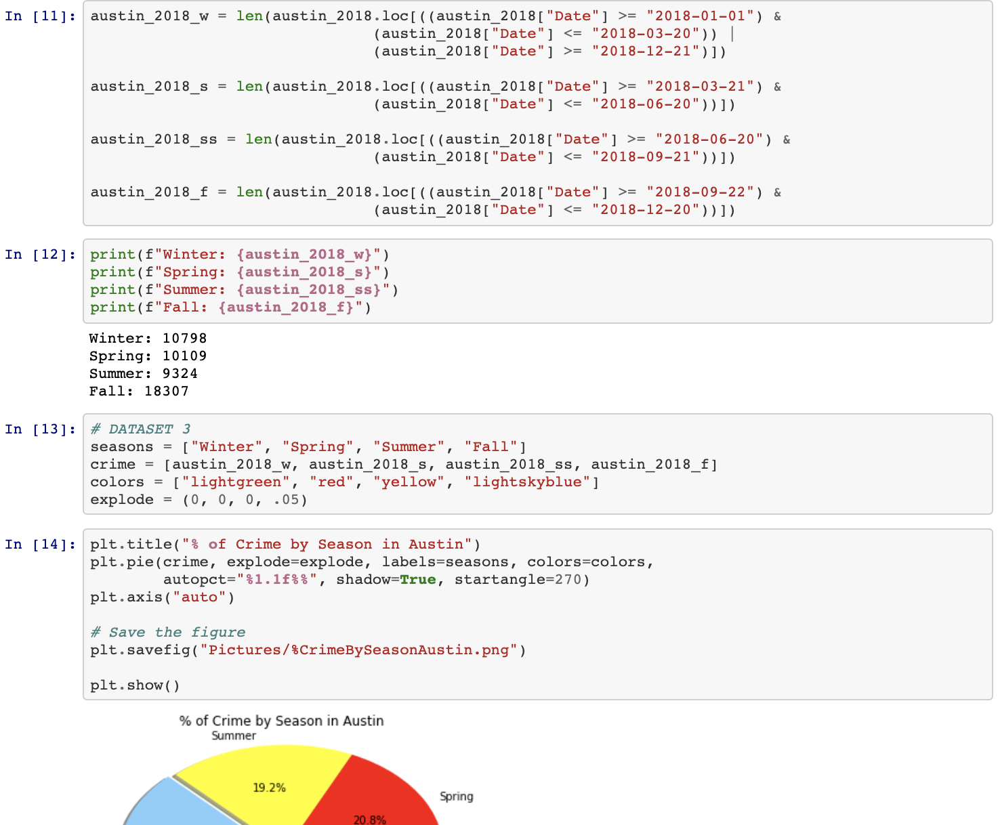 In [11]: austin_2018_w = len(austin_2018.loc[((austin_2018["Date"] >= "2018-01-01") &
(austin_2018["Date"] <= "2018-03-20")) |
(austin_2018["Date"] >= "2018-12-21")])
austin_2018_s = len(austin_2018.loc[((austin_2018["Date"] >= "2018-03-21") &
(austin_2018["Date"] <= "2018-06-20"))])
austin_2018_ss = len(austin_2018.loc[((austin_2018["Date"] >= "2018-06-20") &
(austin_2018["Date"] <= "2018-09-21"))])
austin_2018_f = len(austin_2018.loc[((austin_2018["Date"] >= "2018-09-22") &
(austin_2018["Date"] <= "2018-12-20"))])
In [12]: print(f"Winter: {austin_2018_w}")
print(f"Spring: {austin_2018_s}")
print(f"Summer: {austin_2018_ss}")
print(f"Fall: {austin_2018_f}")
Winter: 10798
Spring: 10109
Summer: 9324
Fall: 18307
In [13]: # DATASET 3
seasons = ["Winter", "Spring", "Summer", "Fall"]
crime = [austin_2018_w, austin_2018_s, austin_2018_ss, austin_2018_f]
colors = ["lightgreen", "red", "yellow", "lightskyblue"]
explode = (0, 0, 0, .05)
In [14]: plt.title("% of Crime by Season in Austin")
plt.pie(crime, explode=explode, labels=seasons, colors=colors,
autopct="%1.1f%%", shadow=True, startangle=270)
plt.axis("auto")
# Save the figure
plt.savefig("Pictures/%CrimeBySeasonAustin.png")
plt.show()
% of Crime by Season in Austin
Summer
19.2%
Spring
20.8%